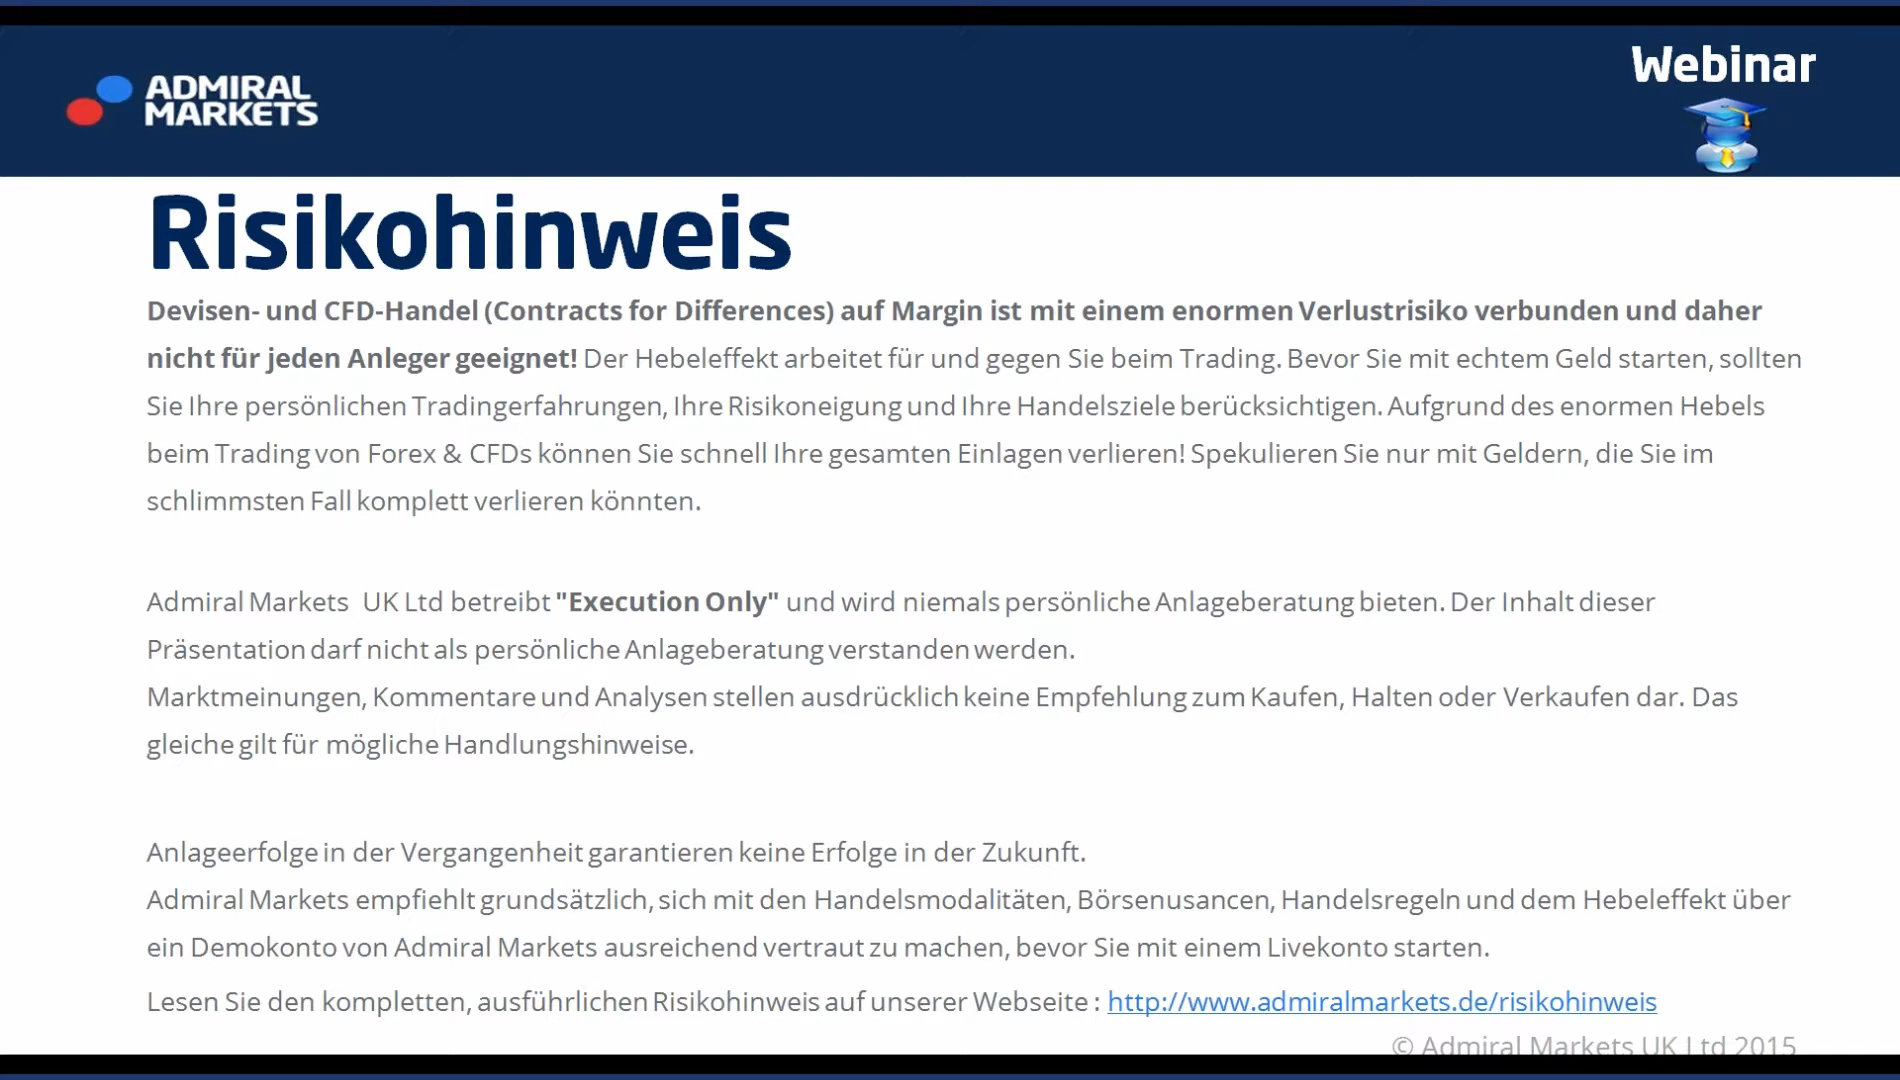 ADMIRAL
MARKETS
Webinar
Risikohinweis
Devisen- und CFD-Handel (Contracts for Differences) auf Margin ist mit einem enormen Verlustrisiko verbunden und daher
nicht für jeden Anleger geeignet! Der Hebeleffekt arbeitet für und gegen Sie beim Trading. Bevor Sie mit echtem Geld starten, sollten
Sie Ihre persönlichen Tradingerfahrungen, Ihre Risikoneigung und Ihre Handelsziele berücksichtigen. Aufgrund des enormen Hebels
beim Trading von Forex & CFDs können Sie schnell Ihre gesamten Einlagen verlieren! Spekulieren Sie nur mit Geldern, die Sie im
schlimmsten Fall komplett verlieren könnten.
Admiral Markets UK Ltd betreibt "Execution Only" und wird niemals persönliche Anlageberatung bieten. Der Inhalt dieser
Präsentation darf nicht als persönliche Anlageberatung verstanden werden.
Marktmeinungen, Kommentare und Analysen stellen ausdrücklich keine Empfehlung zum Kaufen, Halten oder Verkaufen dar. Das
gleiche gilt für mögliche Handlungshinweise.
Anlageerfolge in der Vergangenheit garantieren keine Erfolge in der Zukunft.
Admiral Markets empfiehlt grundsätzlich, sich mit den Handelsmodalitäten, Börsenusancen, Handelsregeln und dem Hebeleffekt über
ein Demokonto von Admiral Markets ausreichend vertraut zu machen, bevor Sie mit einem Livekonto starten.
Lesen Sie den kompletten, ausführlichen Risikohinweis auf unserer Webseite : http://www.admiralmarkets.de/risikohinweis
© Admiral Markets UK Ltd 2015